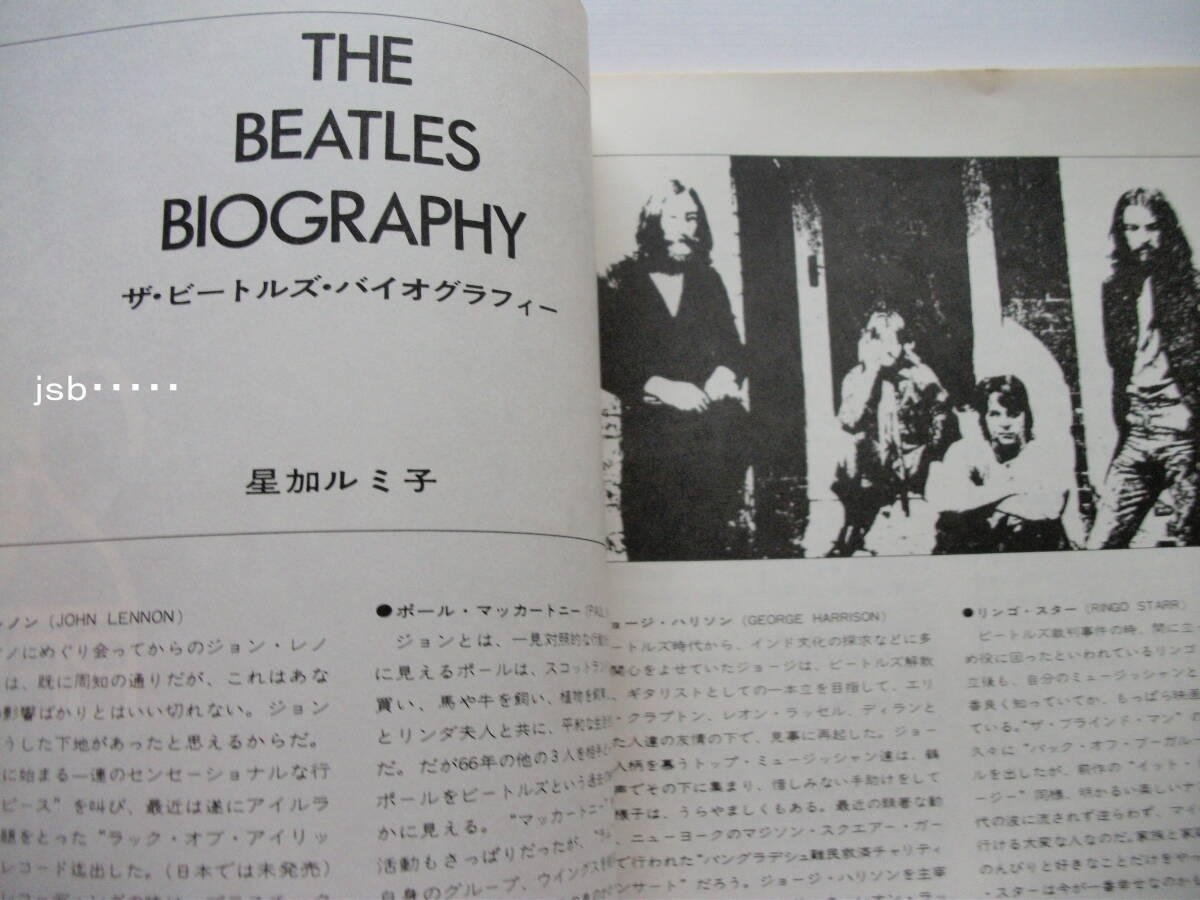 THE
BEATLES
BIOGRAPHY
ザ・ビートルズ・バイオグラフィー
jsb・・・・・
星加ルミ子
ノン (JOHN LENNON)
ノにめぐり会ってからのジョン・レノ
は、既に周知の通りだが、これはあな
影響ばかりとはいい切れない。ジョン
うした下地があったと思えるからだ。
に始まる一連のセンセーショナルな行
ピース”を叫び、最近は遂にアイルラ
題をとった“ラック・オブ・アイリッ
レコード迄出した。(日本では未発売)
●ポール・マッカートニー(PAUL
ジョンとは、一見対照的な行
に見えるポールは、スコットラン
買い、馬や牛を飼い、植物を
とリンダ夫人と共に、平和な生
だ。だが66年の他の3人を相手
ポールをビートルズという
かに見える。“マッカートニー”
活動もさっぱりだったが、
自身のグループ、ウイングスを
ョージ・ハリソン (GEORGE HARRISON)
ートルズ時代から、インド文化の探求などに多
関心をよせていたジョージは、ビートルズ解散
、ギタリストとしての一本立を目指して、エリ
・クラプトン、レオン・ラッセル、ディランと
た人達の友情の下で、見事に再起した。ジョー
人柄を慕うトップ・ミュージッシャン達は、鶴
声でその下に集まり、惜しみない手助けをして
様子は、うらやましくもある。最近の顕著な動
、ニューヨークのマジソン・スクエアー・ガー
で行われた“バングラデシュ難民救済チャリティ
ンサート”だろう。ジョージ・ハリソンを主宰
●リンゴ・スター (RINGO STARR)
ビートルズ裁判事件の時、間に立
め役に回ったといわれているリンゴ
立後も、自分のミュージッシャンと
番良く知っていてか、もっぱら映画
ている。“ザ・ブラインド・マン”
久々に“バック・オフ・ブーガルー
ルを出したが、前作の“イット・
ージー”同様、明かるい楽しいナ
代の波に流されず逆らわず、マイ
行ける大変な人なのだ。家族と家
のんびりと好きなことだけをやっ
・スターは今が一番幸せなのかも